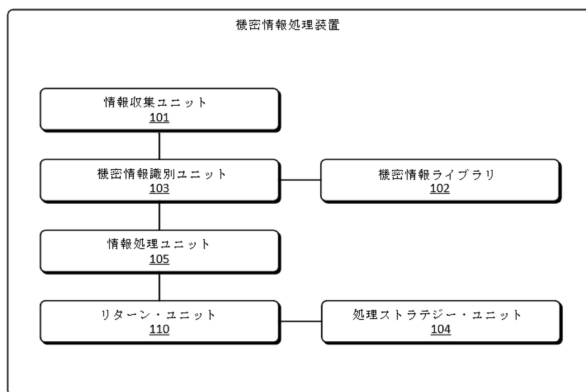 機密情報処理装置
情報収集ユニット
101
機密情報識別ユニット
103
機密情報ライブラリ
102
情報処理ユニット
105
リターン・ユニット
110
処理ストラテジー・ユニット
104